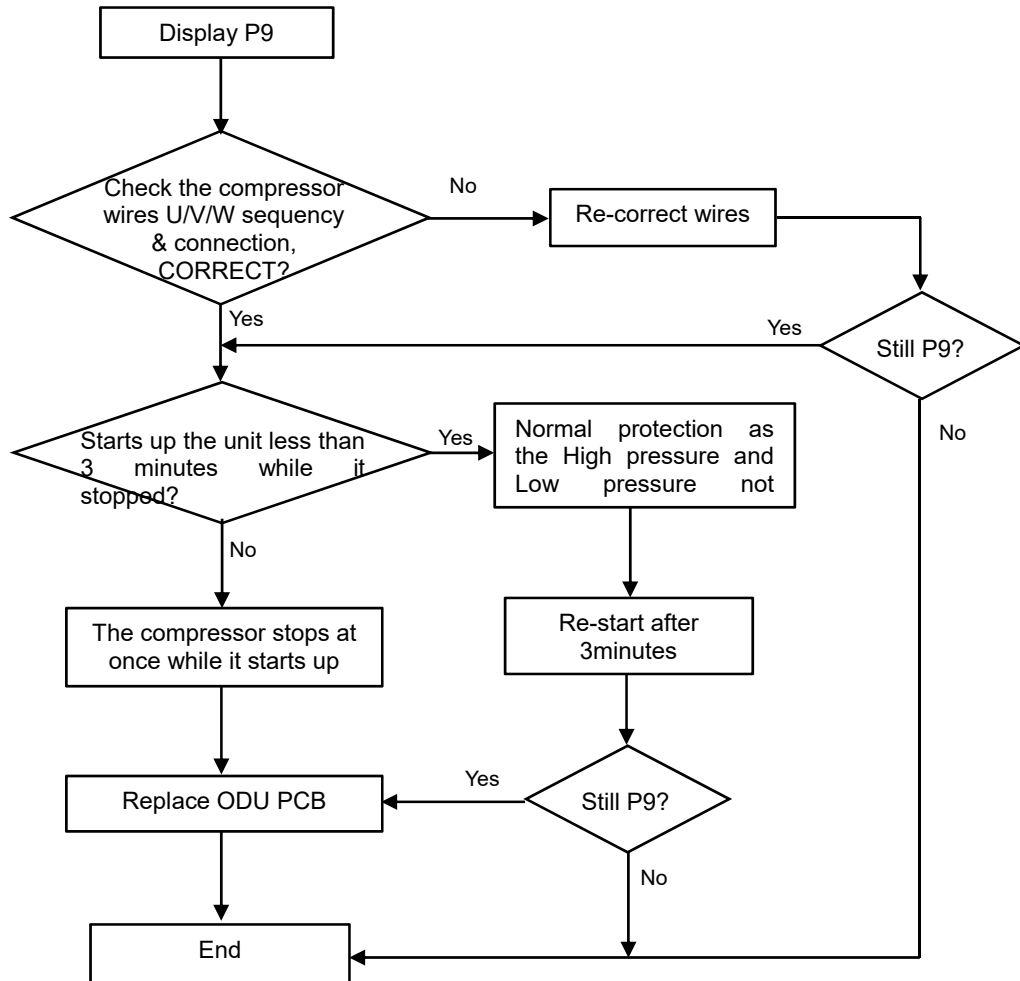 Display P9
Check the compressor
wires U/V/W sequency
& connection,
CORRECT?
No
Re-correct wires
Yes
Yes
Still P9?
No
Starts up the unit less than
3 minutes while it
stopped?
Yes
Normal protection as
the High pressure and
Low pressure not
No
The compressor stops at
once while it starts up
Re-start after
3minutes
Replace ODU PCB
Yes
Still P9?
No
End